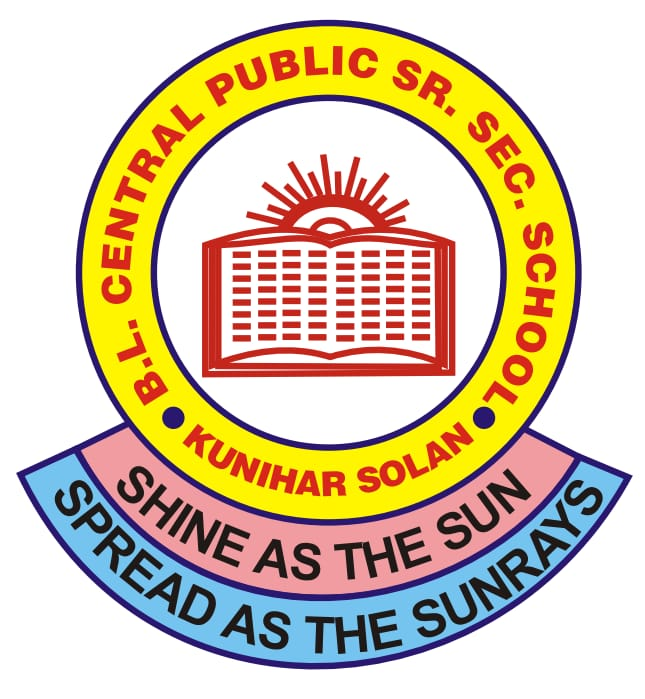 B.L. CENTRAL PUBLIC SR. SEC. SCHOOL
KUNIHAR SOLAN
SHINE AS THE SUN
SPREAD AS THE SUNRAYS